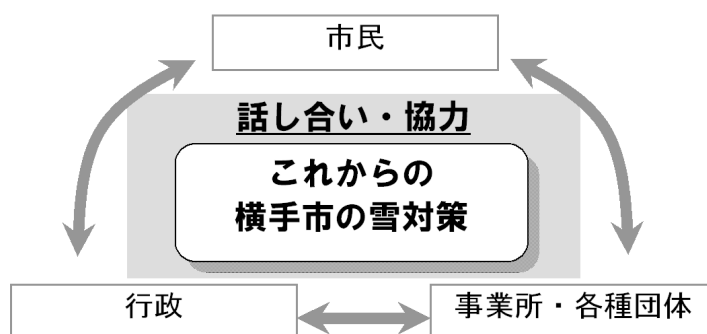 市民
話し合い・協力
これからの
横手市の雪対策
行政
事業所・各種団体